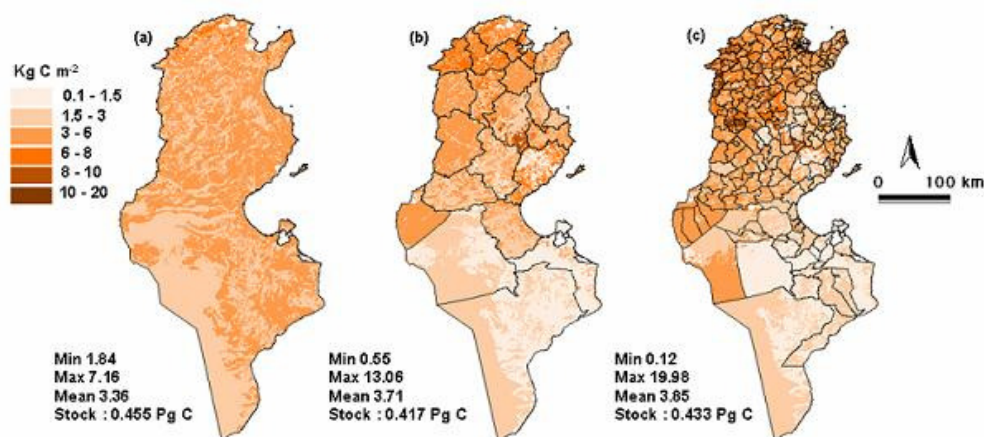 (a)
(b)
(c)
Kg C m-2
0.1 - 1.5
1.5 - 3
3 - 6
6 - 8
8 - 10
10 - 20
0 100 km
Min 1.84
Max 7.16
Mean 3.36
Stock : 0.455 Pg C
Min 0.55
Max 13.06
Mean 3.71
Stock : 0.417 Pg C
Min 0.12
Max 19.98
Mean 3.85
Stock : 0.433 Pg C